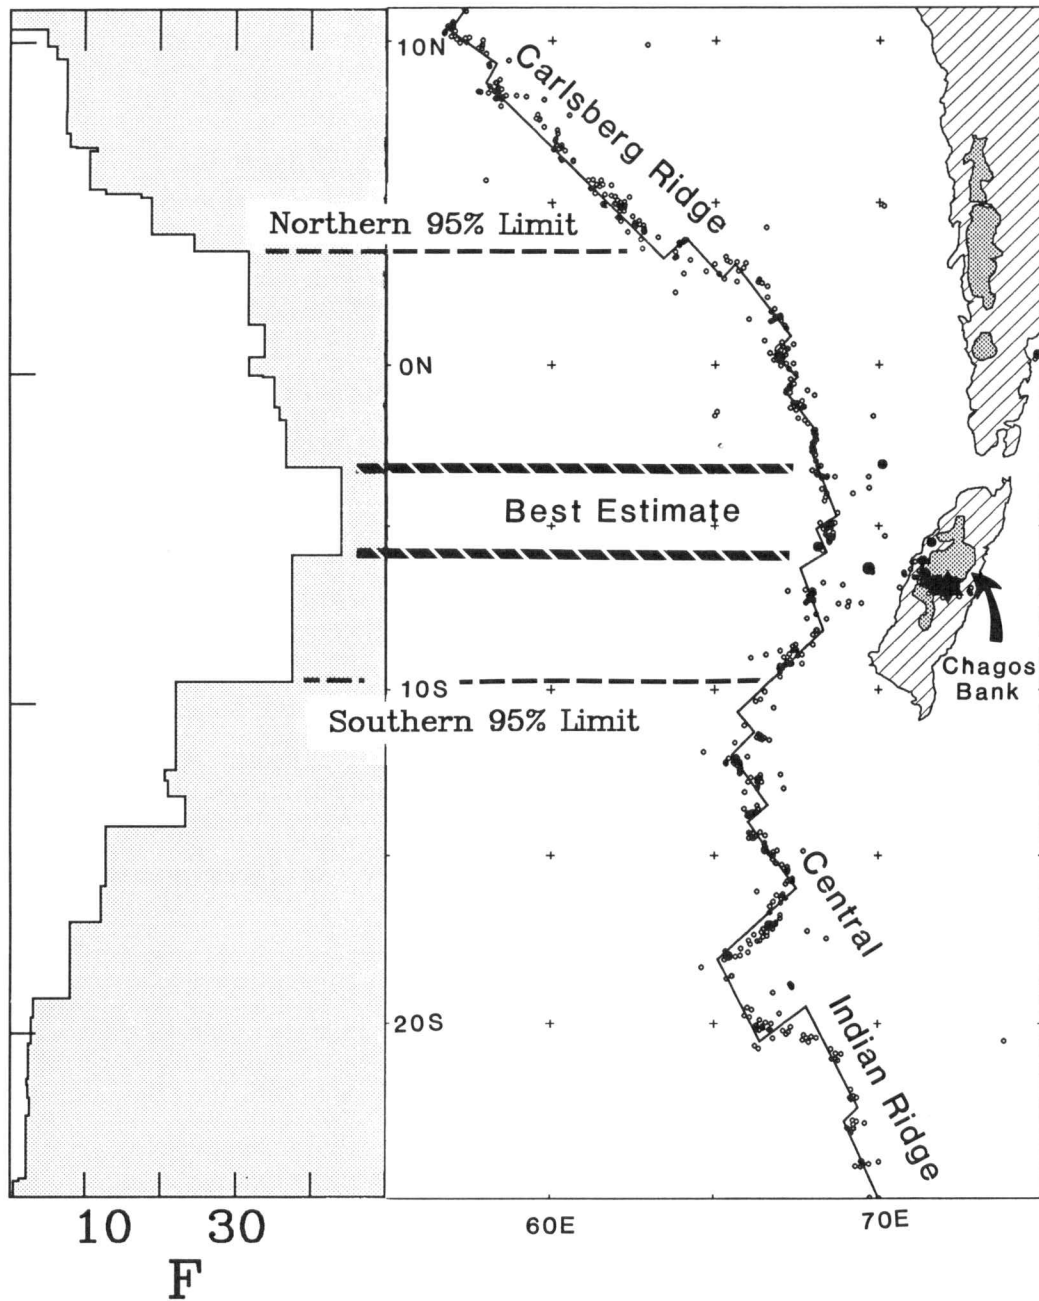 10N
Carlsberg Ridge
Northern 95% Limit
0N
Best Estimate
Chagos
Bank
10S
Southern 95% Limit
Central
Indian Ridge
20S
10 30
60E 70E
F